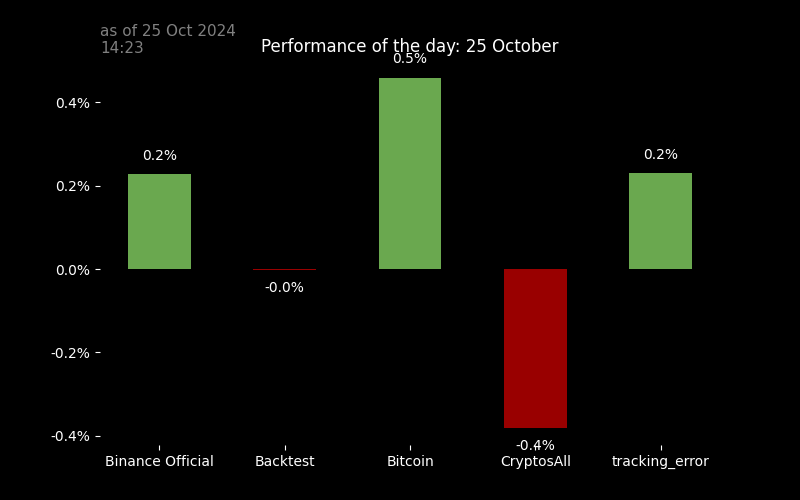 as of 25 Oct 2024
14:23
Performance of the day: 25 October
0.5%
0.4%
0.2%
0.2%
0.2%
0.0%
-0.0%
-0.2%
-0.4%
-0.4%
Binance Official
Backtest
Bitcoin
CryptosAll
tracking_error